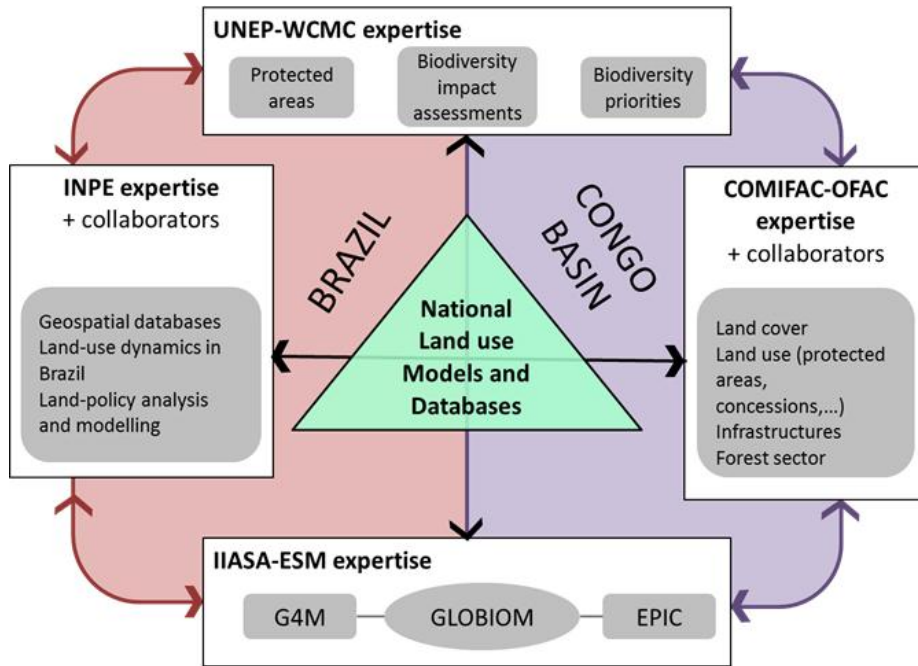 UNEP-WCMC expertise
Protected
areas
Biodiversity
impact
assessments
Biodiversity
priorities
INPE expertise
+ collaborators
Geospatial databases
Land-use dynamics in
Brazil
Land-policy analysis
and modelling
BRAZIL
CONGO
BASIN
National
Land use
Models and
Databases
COMIFAC-OFAC
expertise
+ collaborators
Land cover
Land use (protected
areas,
concessions,...)
Infrastructures
Forest sector
IIASA-ESM expertise
G4M
GLOBIOM
EPIC